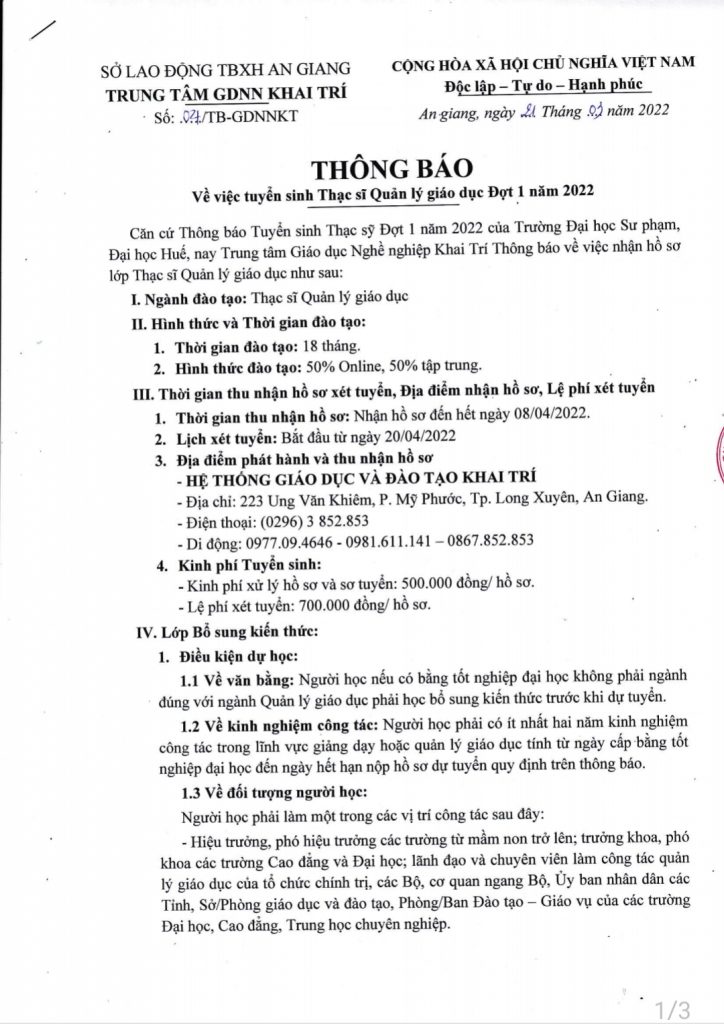 SỞ LAO ĐỘNG TBXH AN GIANG
TRUNG TÂM GDNN KHAI TRÍ
Số: /TB-GDNNKT
CỘNG HÒA XÃ HỘI CHỦ NGHĨA VIỆT NAM
Độc lập – Tự do – Hạnh phúc
An giang, ngày 21 Tháng 03 năm 2022
THÔNG BÁO
Về việc tuyển sinh Thạc sĩ Quản lý giáo dục Đợt 1 năm 2022
Căn cứ Thông báo Tuyển sinh Thạc sỹ Đợt 1 năm 2022 của Trường Đại học Sư phạm,
Đại học Huế, nay Trung tâm Giáo dục Nghề nghiệp Khai Trí Thông báo về việc nhận hồ sơ
lớp Thạc sĩ Quản lý giáo dục như sau:
I. Ngành đào tạo: Thạc sĩ Quản lý giáo dục
II. Hình thức và Thời gian đào tạo:
1. Thời gian đào tạo: 18 tháng.
2. Hình thức đào tạo: 50% Online, 50% tập trung.
III. Thời gian thu nhận hồ sơ xét tuyển, Địa điểm nhận hồ sơ, Lệ phí xét tuyển
1. Thời gian thu nhận hồ sơ: Nhận hồ sơ đến hết ngày 08/04/2022.
2. Lịch xét tuyển: Bắt đầu từ ngày 20/04/2022
3. Địa điểm phát hành và thu nhận hồ sơ
- HỆ THỐNG GIÁO DỤC VÀ ĐÀO TẠO KHAI TRÍ
- Địa chỉ: 223 Ung Văn Khiêm, P. Mỹ Phước, Tp. Long Xuyên, An Giang.
- Điện thoại: (0296) 3 852.853
- Di động: 0977.09.4646 - 0981.611.141 – 0867.852.853
4. Kinh phí Tuyển sinh:
- Kinh phí xử lý hồ sơ và sơ tuyển: 500.000 đồng/ hồ sơ.
- Lệ phí xét tuyển: 700.000 đồng/ hồ sơ.
IV. Lớp Bổ sung kiến thức:
1. Điều kiện dự học:
1.1 Về văn bằng: Người học nếu có bằng tốt nghiệp đại học không phải ngành
đúng với ngành Quản lý giáo dục phải học bổ sung kiến thức trước khi dự tuyển.
1.2 Về kinh nghiệm công tác: Người học phải có ít nhất hai năm kinh nghiệm
công tác trong lĩnh vực giảng dạy hoặc quản lý giáo dục tính từ ngày cấp bằng tốt
nghiệp đại học đến ngày hết hạn nộp hồ sơ dự tuyển quy định trên thông báo.
1.3 Về đối tượng người học:
Người học phải làm một trong các vị trí công tác sau đây:
- Hiệu trưởng, phó hiệu trưởng các trường từ mầm non trở lên; trưởng khoa, phó
khoa các trường Cao đẳng và Đại học; lãnh đạo và chuyên viên làm công tác quản
lý giáo dục của tổ chức chính trị, các Bộ, cơ quan ngang Bộ, Ủy ban nhân dân các
Tỉnh, Sở/Phòng giáo dục và đào tạo, Phòng/Ban Đào tạo – Giáo vụ của các trường
Đại học, Cao đẳng, Trung học chuyên nghiệp.
1/3